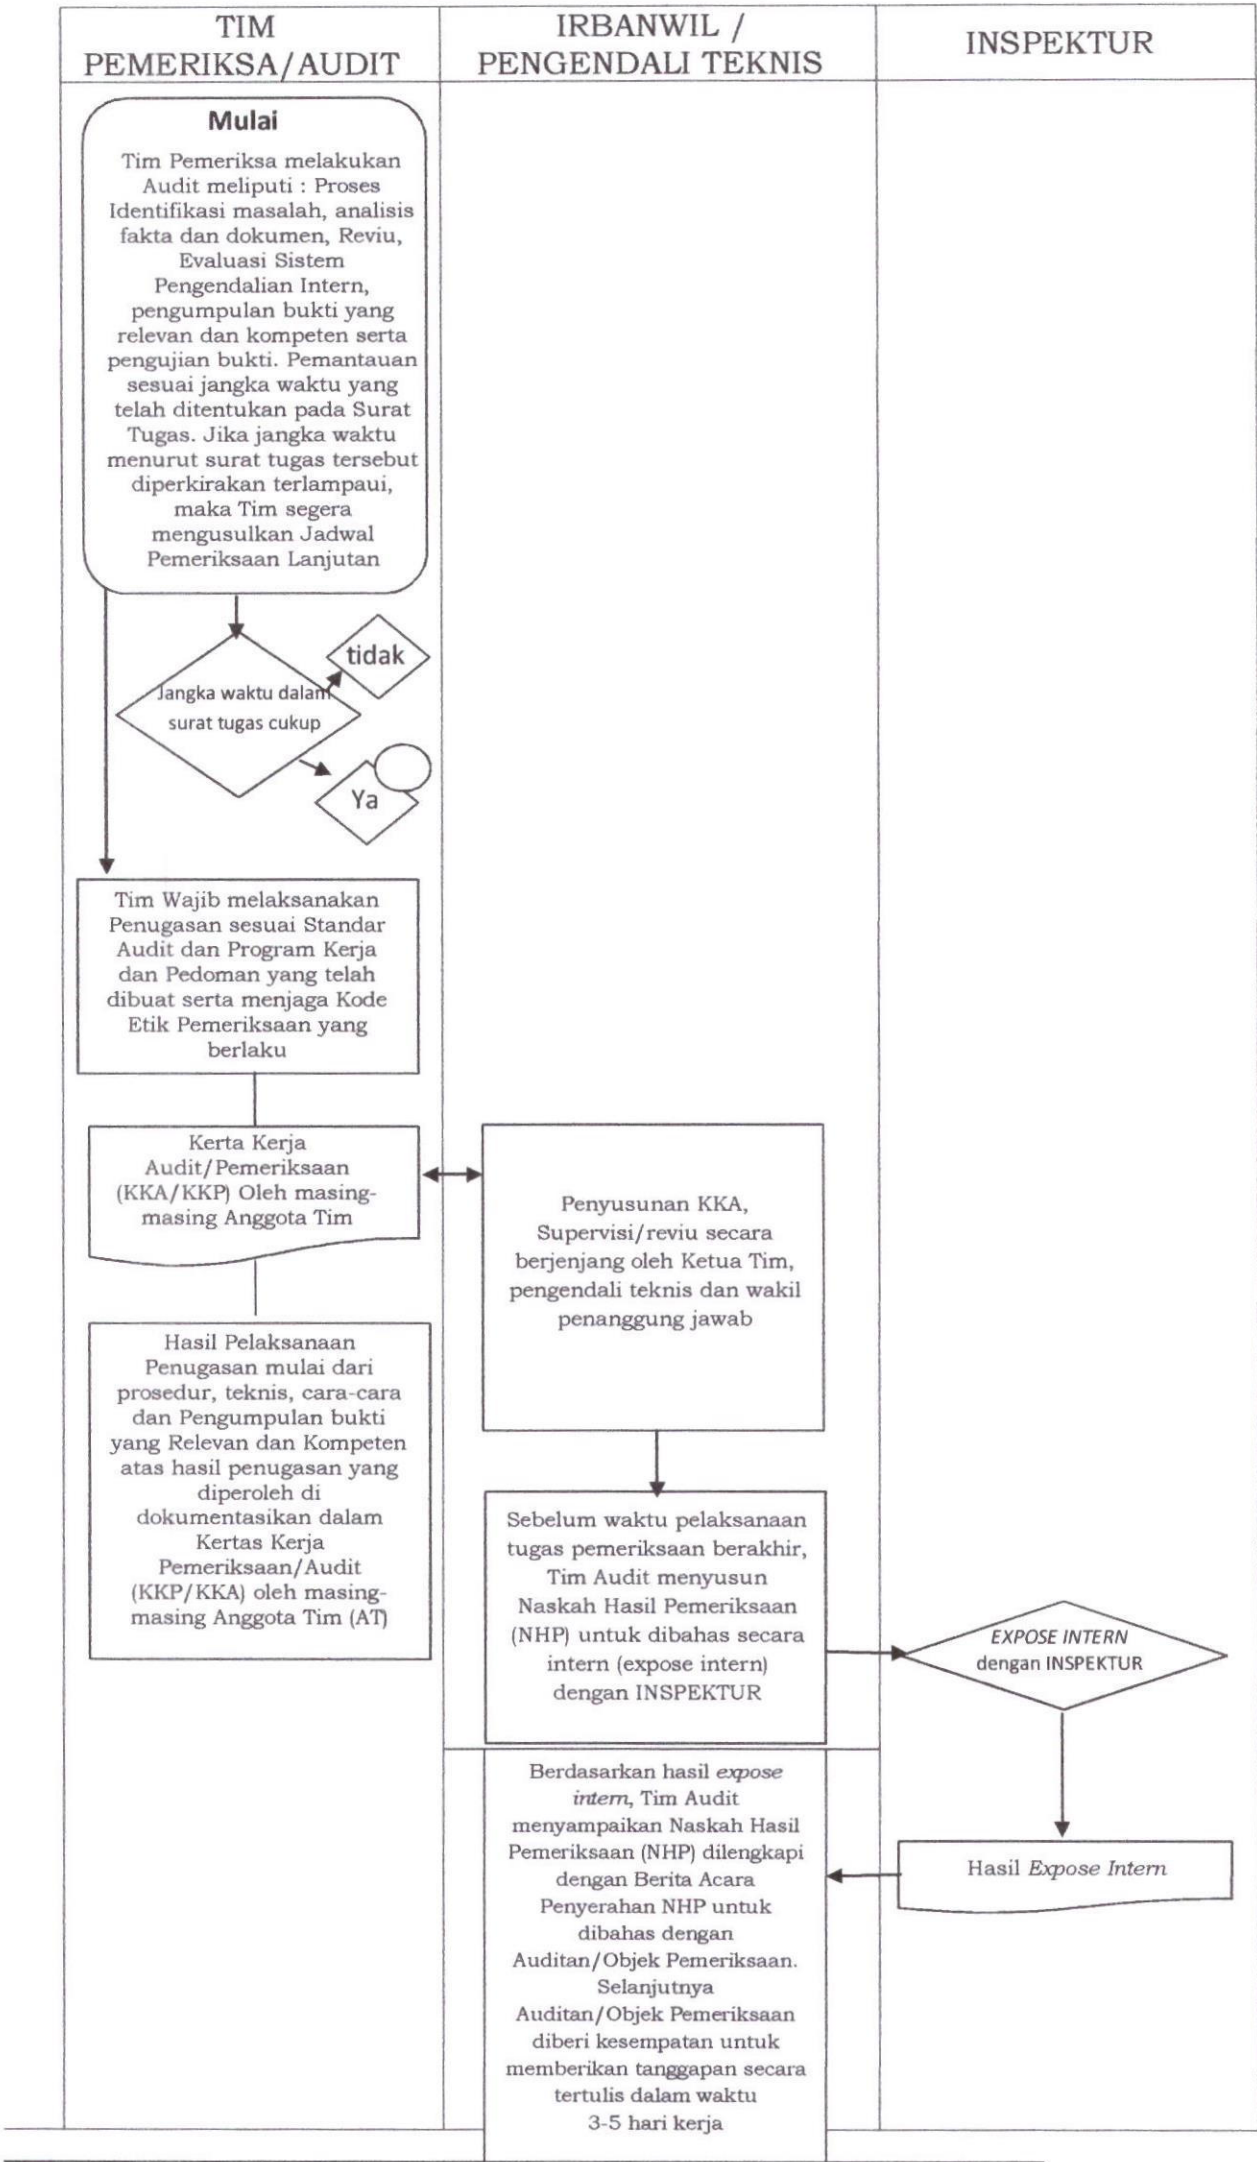 TIM
PEMERIKSA/AUDIT
IRBANWIL /
PENGENDALI TEKNIS
INSPEKTUR
Mulai
Tim Pemeriksa melakukan
Audit meliputi : Proses
Identifikasi masalah, analisis
fakta dan dokumen, Reviu,
Evaluasi Sistem
Pengendalian Intern,
pengumpulan bukti yang
relevan dan kompeten serta
pengujian bukti. Pemantauan
sesuai jangka waktu yang
telah ditentukan pada Surat
Tugas. Jika jangka waktu
menurut surat tugas tersebut
diperkirakan terlampaui,
maka Tim segera
mengusulkan Jadwal
Pemeriksaan Lanjutan
tidak
Jangka waktu dalam
surat tugas cukup
Ya
Tim Wajib melaksanakan
Penugasan sesuai Standar
Audit dan Program Kerja
dan Pedoman yang telah
dibuat serta menjaga Kode
Etik Pemeriksaan yang
berlaku
Kerta Kerja
Audit/Pemeriksaan
(KKA/KKP) Oleh masing-
masing Anggota Tim
Penyusunan KKA,
Supervisi/reviu secara
berjenjang oleh Ketua Tim,
pengendali teknis dan wakil
penanggung jawab
Hasil Pelaksanaan
Penugasan mulai dari
prosedur, teknis, cara-cara
dan Pengumpulan bukti
yang Relevan dan Kompeten
atas hasil penugasan yang
diperoleh di
dokumentasikan dalam
Kertas Kerja
Pemeriksaan/Audit
(KKP/KKA) oleh masing-
masing Anggota Tim (AT)
Sebelum waktu pelaksanaan
tugas pemeriksaan berakhir,
Tim Audit menyusun
Naskah Hasil Pemeriksaan
(NHP) untuk dibahas secara
intern (expose intern)
dengan INSPEKTUR
EXPOSE INTERN
dengan INSPEKTUR
Berdasarkan hasil expose
intern, Tim Audit
menyampaikan Naskah Hasil
Pemeriksaan (NHP) dilengkapi
dengan Berita Acara
Penyerahan NHP untuk
dibahas dengan
Auditan/Objek Pemeriksaan.
Selanjutnya
Auditan/Objek Pemeriksaan
diberi kesempatan untuk
memberikan tanggapan secara
tertulis dalam waktu
3-5 hari kerja
Hasil Expose Intern